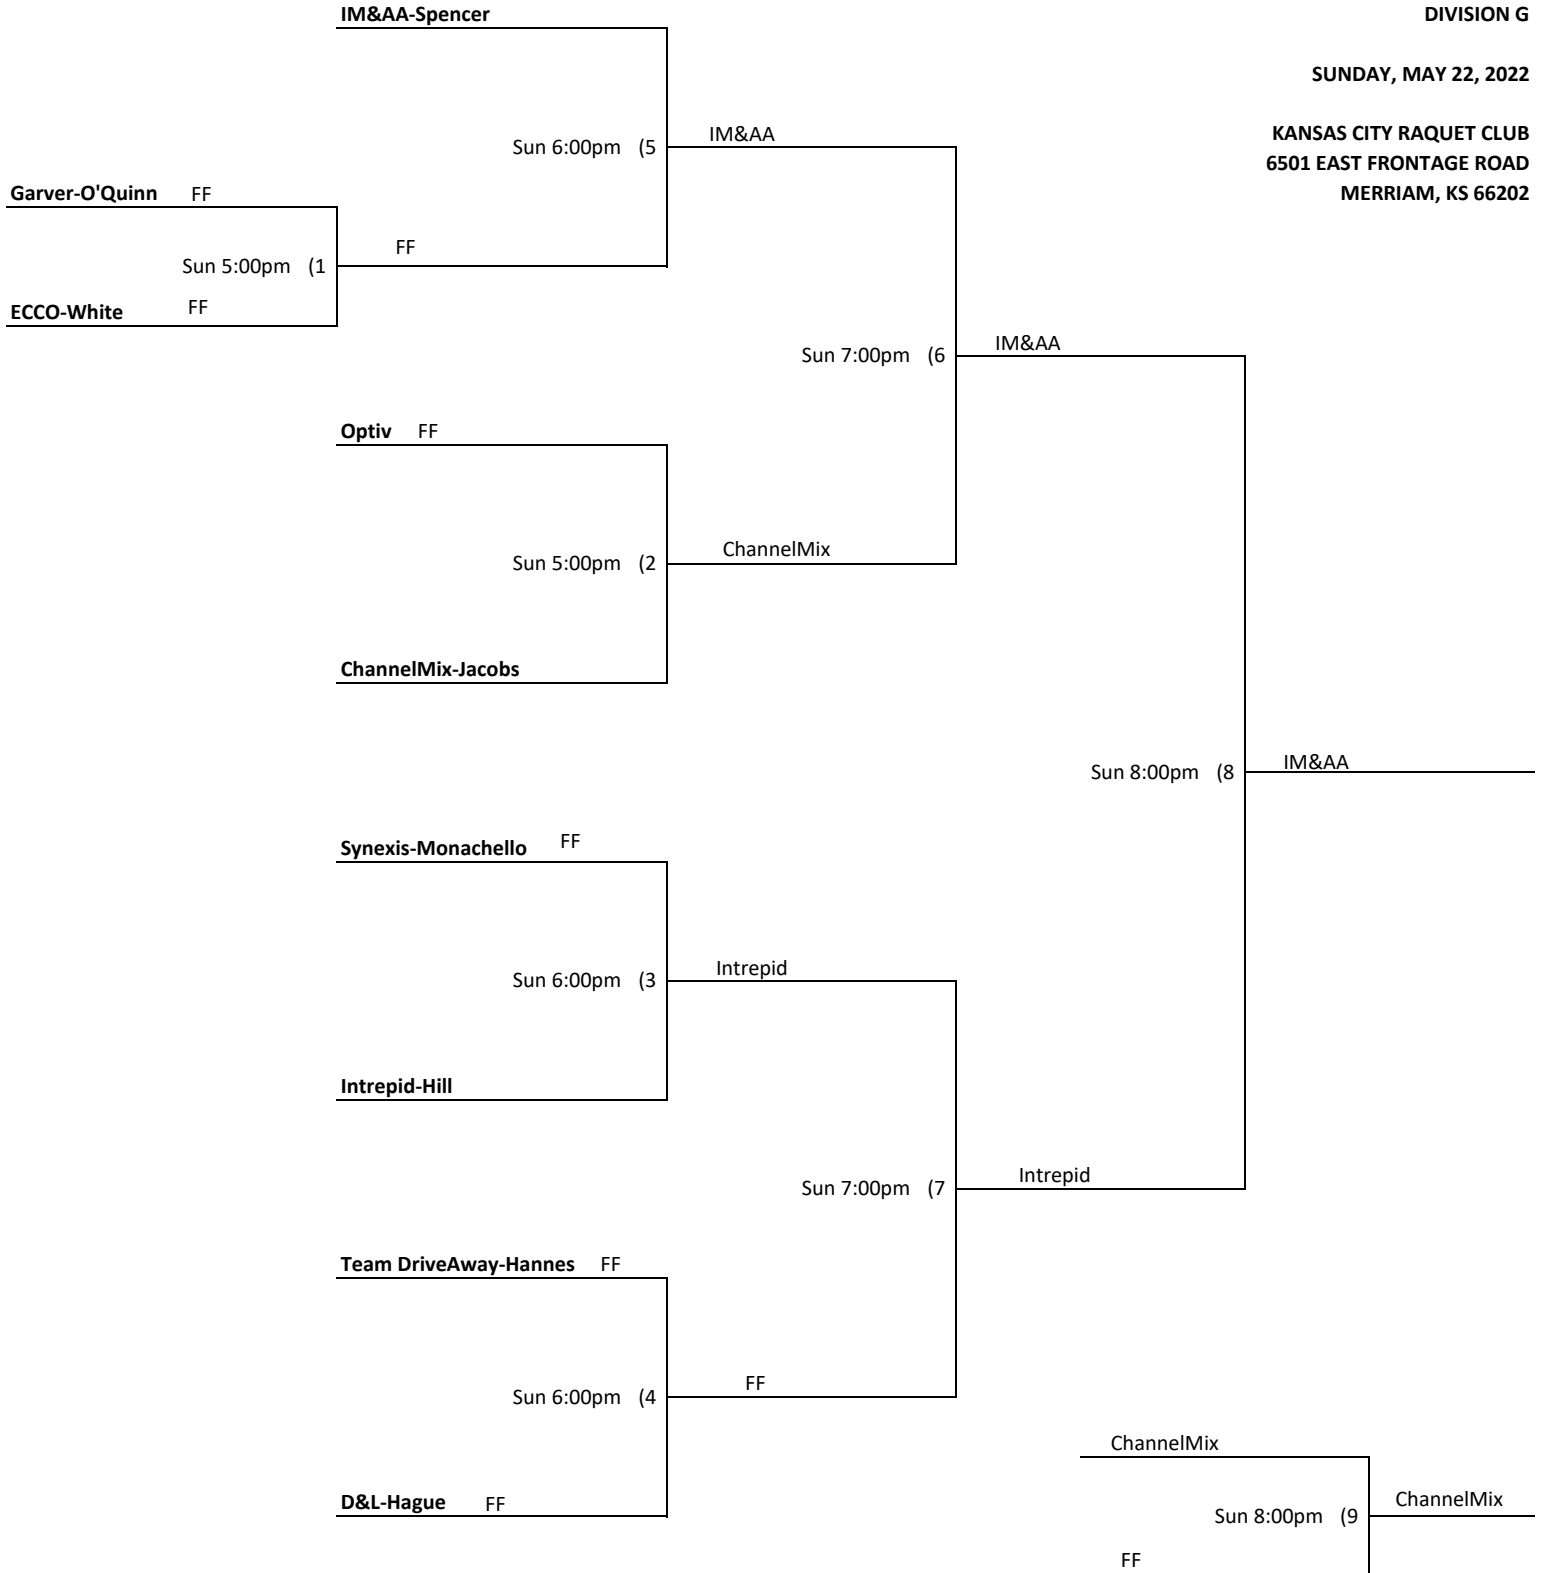 IM&AA-Spencer
DIVISION G
SUNDAY, MAY 22, 2022
IM&AA
KANSAS CITY RAQUET CLUB
Sun 6:00pm (5
6501 EAST FRONTAGE ROAD
Garver-O'Quinn FF
MERRIAM, KS 66202
FF
Sun 5:00pm (1
ECCO-White FF
IM&AA
Sun 7:00pm (6
Optiv FF
ChannelMix
Sun 5:00pm (2
ChannelMix-Jacobs
IM&AA
Sun 8:00pm (8
Synexis-Monachello FF
Intrepid
Sun 6:00pm (3
Intrepid-Hill
Intrepid
Sun 7:00pm (7
Team DriveAway-Hannes FF
FF
Sun 6:00pm (4
ChannelMix
D&L-Hague FF
ChannelMix
Sun 8:00pm (9
FF